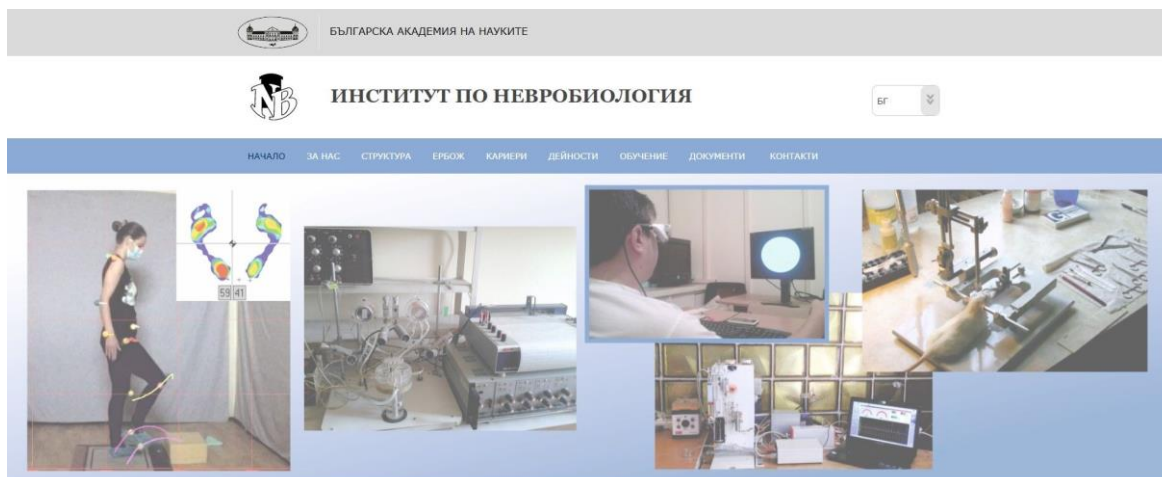 БЪЛГАРСКА АКАДЕМИЯ НА НАУКИТЕ
NB
ИНСТИТУТ ПО НЕВРОБИОЛОГИЯ
БГ
НАЧАЛО ЗА НАС СТРУКТУРА ЕРБОЖ КАРИЕРИ ДЕЙНОСТИ ОБУЧЕНИЕ ДОКУМЕНТИ КОНТАКТИ
59 41